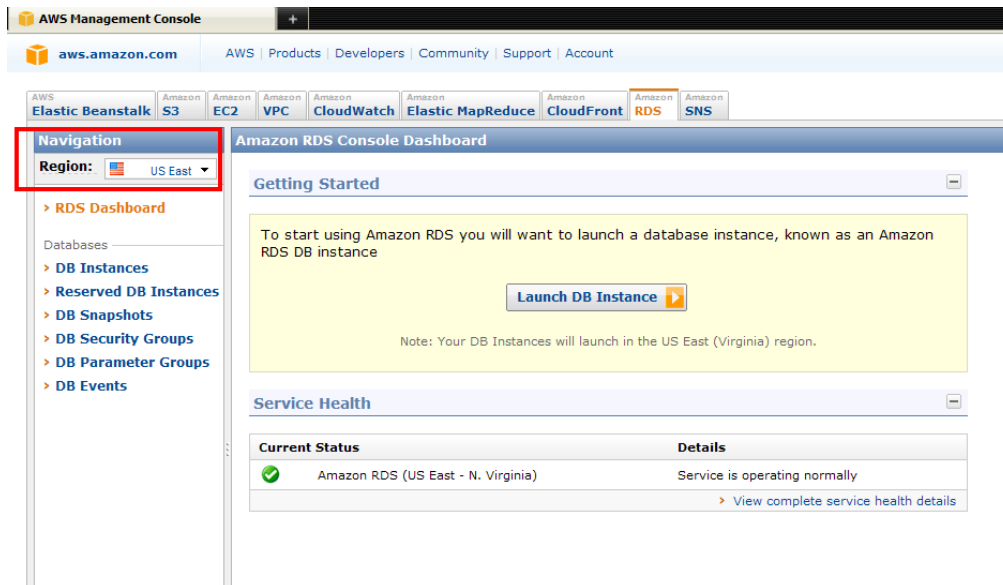 AWS Management Console
+
aws.amazon.com
AWS | Products | Developers | Community | Support | Account
AWS
Elastic Beanstalk
Amazon
S3
Amazon
EC2
Amazon
VPC
Amazon
CloudWatch
Amazon
Elastic MapReduce
Amazon
CloudFront
Amazon
RDS
Amazon
SNS
Navigation
Region: US East
> RDS Dashboard
Databases
> DB Instances
> Reserved DB Instances
> DB Snapshots
> DB Security Groups
> DB Parameter Groups
> DB Events
Amazon RDS Console Dashboard
Getting Started
To start using Amazon RDS you will want to launch a database instance, known as an Amazon
RDS DB instance
Launch DB Instance
Note: Your DB Instances will launch in the US East (Virginia) region.
Service Health
Current Status Details
Amazon RDS (US East - N. Virginia) Service is operating normally
> View complete service health details